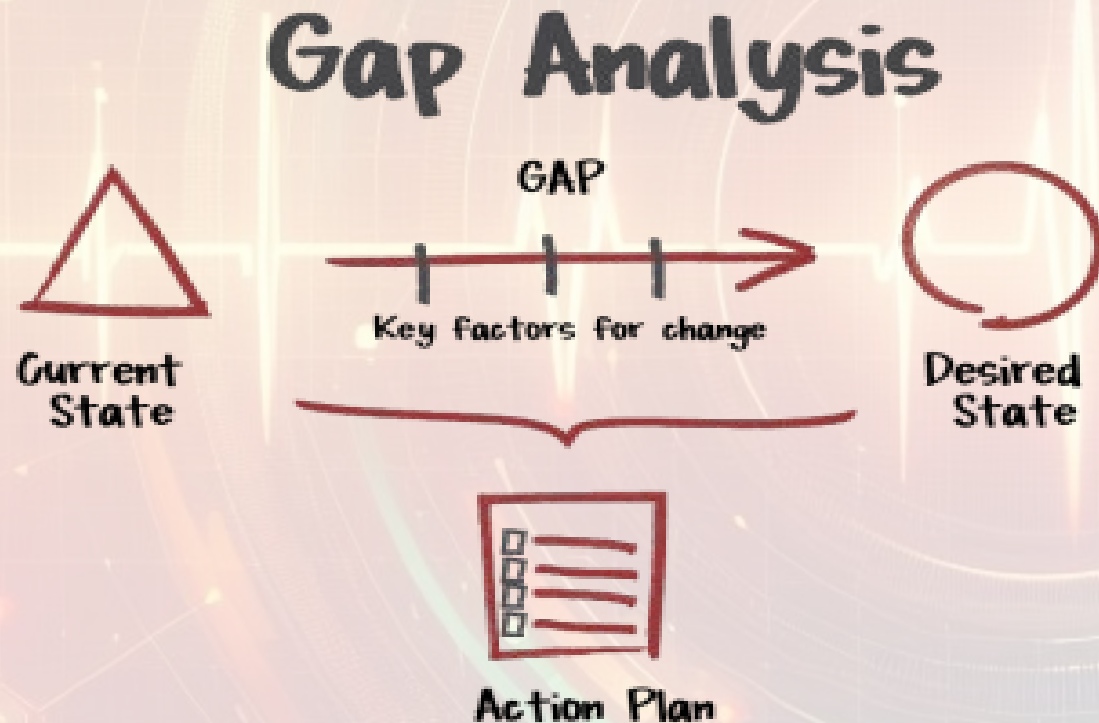 Gap Analysis
GAP
Key factors for change
Current
State
Desired
State
Action Plan